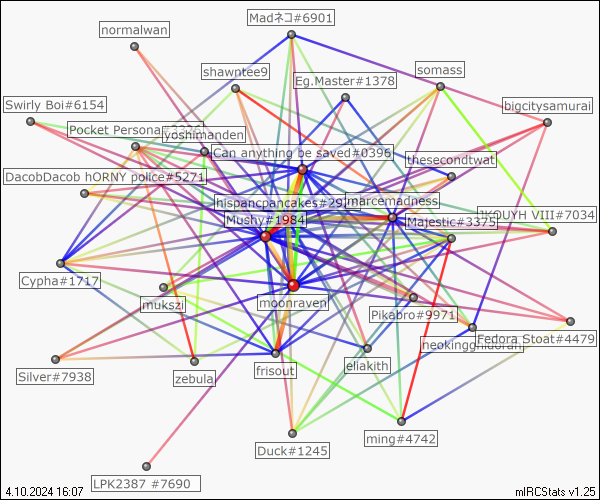 Madネコ#6901
normalwan
shawntee9
somass
Eg.Master#1378
Swirly Boi#6154
bigcitysamurai
Pocket Persona
yoshimanden
Can anything be saved#0396
thesecondtwat
DacobDacob hORNY police#5271
hispancpancakes#29
marcemadness
VIII#7034
Mushy#1984
Majestic#3375
Cypha#1717
mukszi
moonraven
Pikabro#9971
Fedora Stoat#4479
Silver#7938
zebula
frisout
eliakith
ming#4742
Duck#1245
LPK2387 #7690
4.10.2024 16:07
mIRCStats v1.25